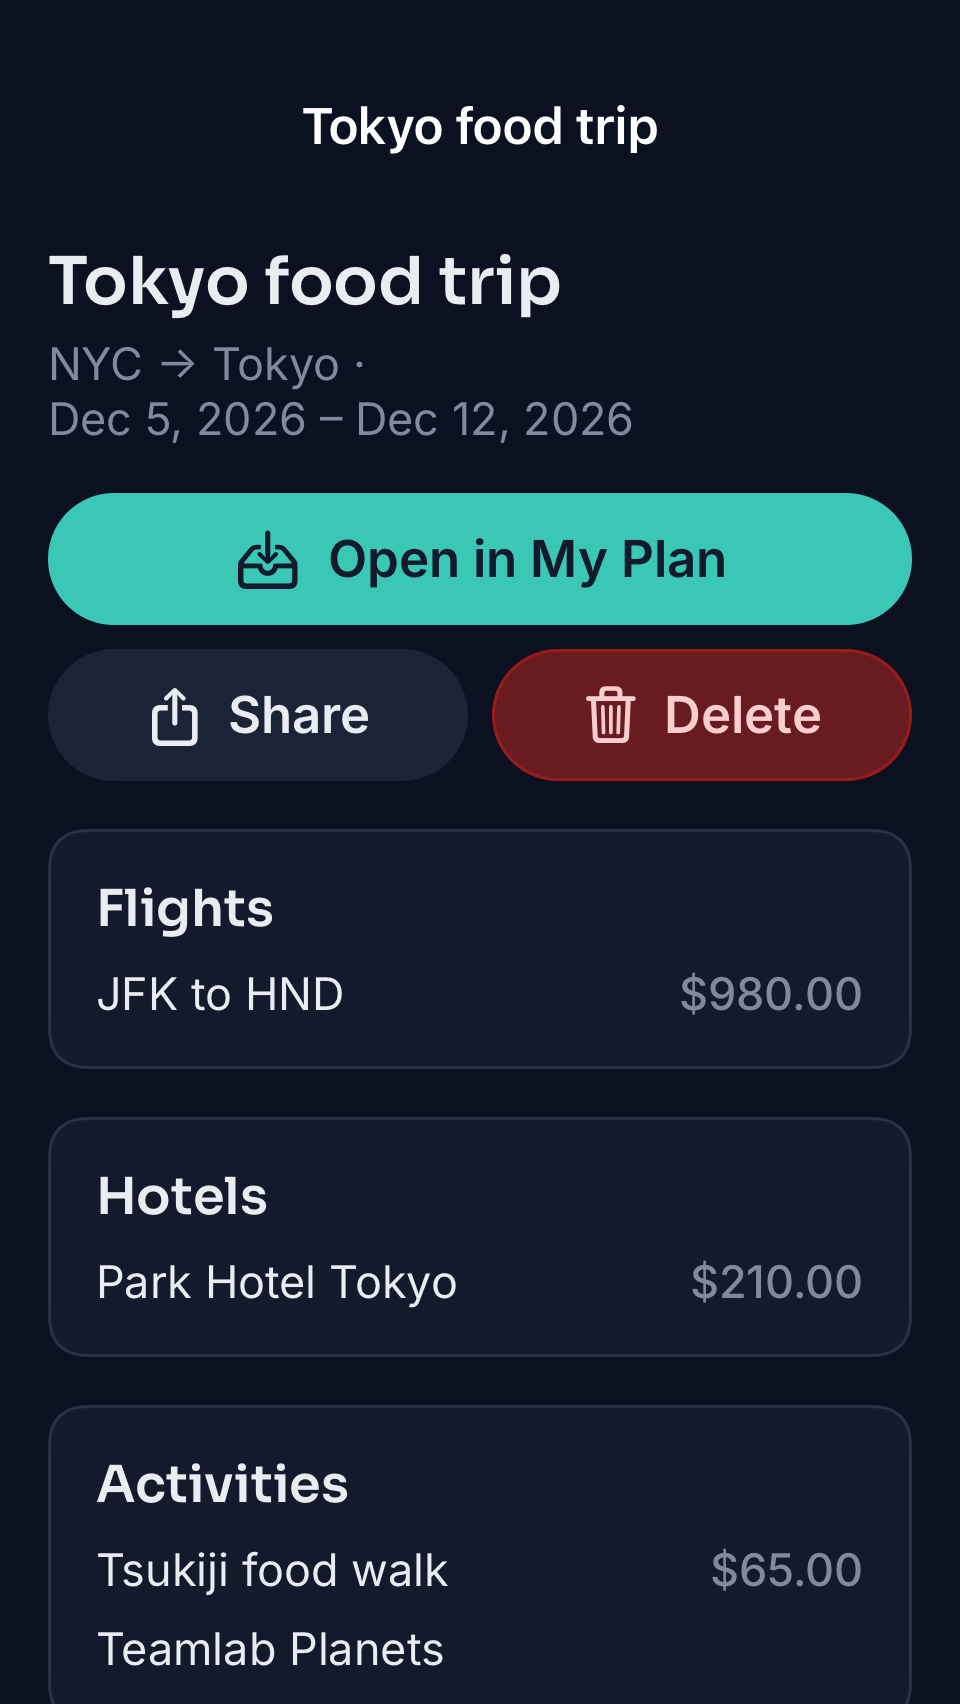 Tokyo food trip
Tokyo food trip
NYC → Tokyo ·
Dec 5, 2026 – Dec 12, 2026
Open in My Plan
Share
Delete
Flights
JFK to HND $980.00
Hotels
Park Hotel Tokyo $210.00
Activities
Tsukiji food walk $65.00
Teamlab Planets